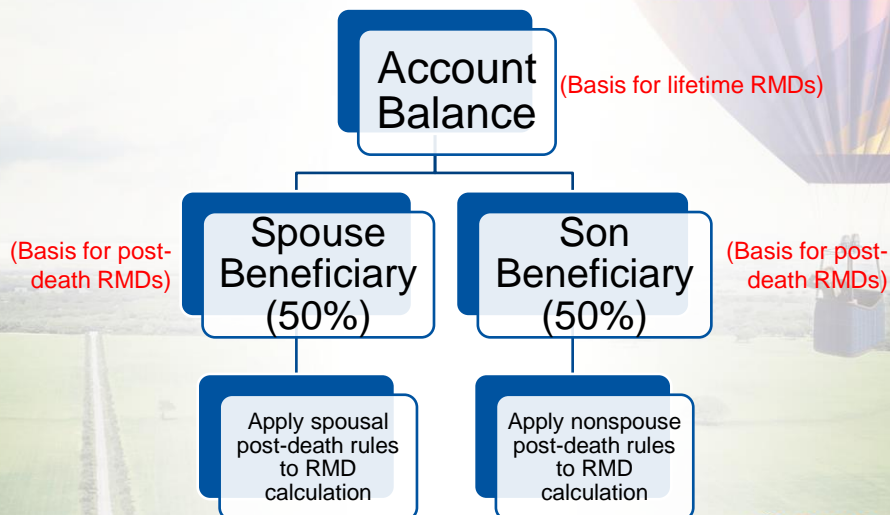 Account
Balance
(Basis for lifetime RMDs)
(Basis for post-
death RMDs)
Spouse
Beneficiary
(50%)
Son
Beneficiary
(50%)
(Basis for post-
death RMDs)
Apply spousal
post-death rules
to RMD
calculation
Apply nonspouse
post-death rules
to RMD
calculation